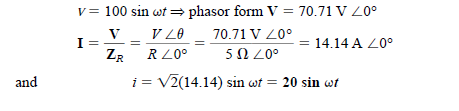 v = 100 sin ωt ⇒ phasor form V = 70.71 V ∠0°
I = V/Z_R = V ∠θ / R ∠0° = 70.71 V ∠0° / 5 Ω ∠0° = 14.14 A ∠0°
and i = √2(14.14) sin ωt = 20 sin ωt